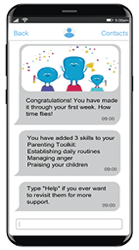 Back
Contacts
Congratulations! You have made
it through your first week. How
time flies!
09:00
You have added 3 skills to your
Parenting Toolkit:
Establishing daily routines
Managing anger
Praising your children
09:00
Type "Help" if you ever want
to revisit them for more
support.
09:00